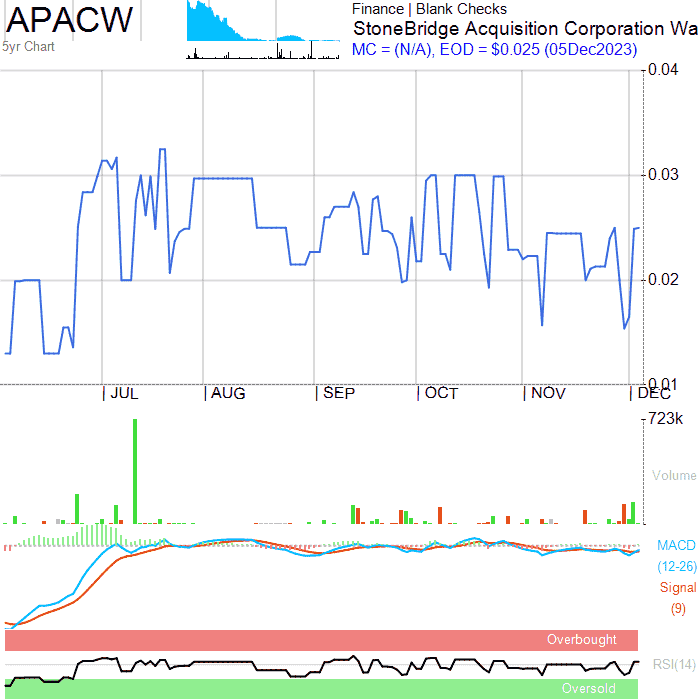 APACW
5yr Chart
Finance | Blank Checks
StoneBridge Acquisition Corporation Wa
MC = (N/A), EOD = $0.025 (05Dec2023)
0.04
0.03
0.02
0.01
| JUL | AUG | SEP | OCT | NOV | DEC
723k
Volume
MACD
(12-26)
Signal
(9)
Overbought
RSI(14)
Oversold